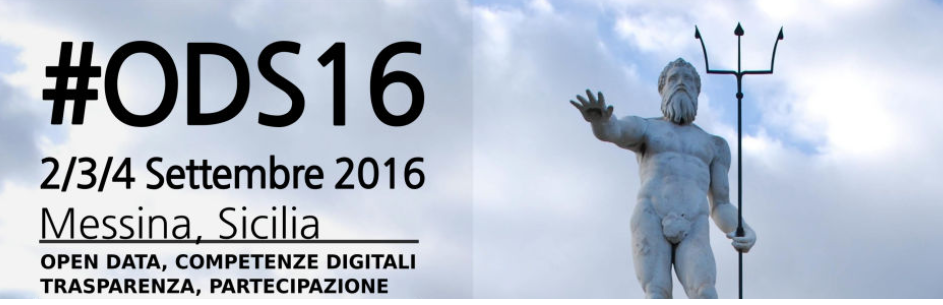 #ODS16
2/3/4 Settembre 2016
Messina, Sicilia
OPEN DATA, COMPETENZE DIGITALI
TRASPARENZA, PARTECIPAZIONE